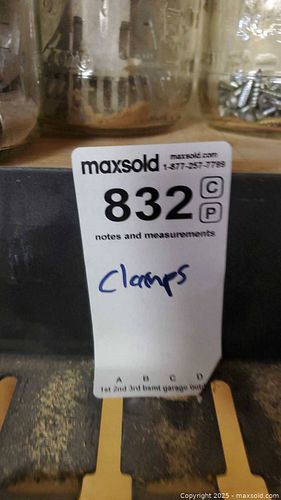 maxsold maxsold.com
1-877-257-7799
832 C
P
notes and measurements
Clamps
A B C D
1st 2nd 3rd bsmt garage outd
Copyright 2025 - maxsold.com